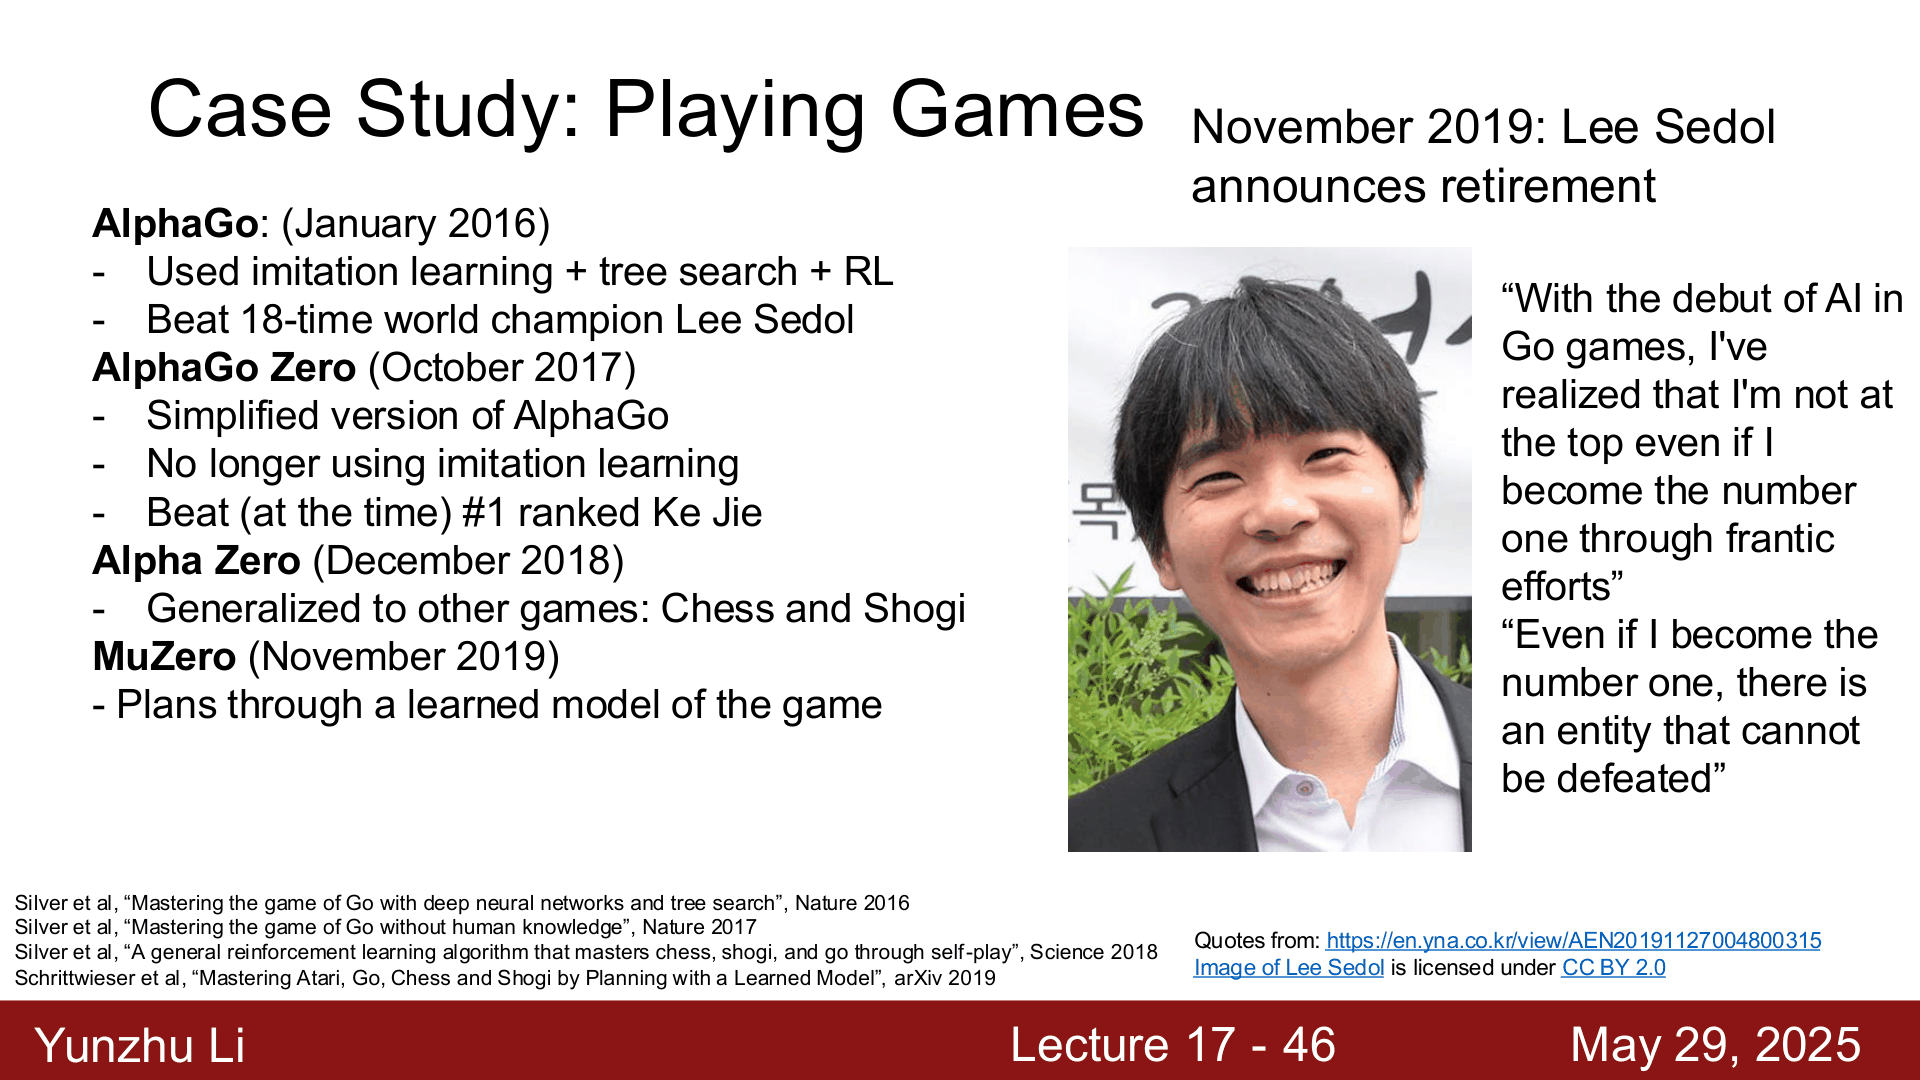 Case Study: Playing Games
November 2019: Lee Sedol
announces retirement
AlphaGo: (January 2016)
- Used imitation learning + tree search + RL
- Beat 18-time world champion Lee Sedol
AlphaGo Zero (October 2017)
- Simplified version of AlphaGo
- No longer using imitation learning
- Beat (at the time) #1 ranked Ke Jie
Alpha Zero (December 2018)
- Generalized to other games: Chess and Shogi
MuZero (November 2019)
- Plans through a learned model of the game
목
“With the debut of AI in
Go games, I've
realized that I'm not at
the top even if I
become the number
one through frantic
efforts”
“Even if I become the
number one, there is
an entity that cannot
be defeated”
Silver et al, “Mastering the game of Go with deep neural networks and tree search”, Nature 2016
Silver et al, “Mastering the game of Go without human knowledge”, Nature 2017
Silver et al, “A general reinforcement learning algorithm that masters chess, shogi, and go through self-play”, Science 2018
Schrittwieser et al, “Mastering Atari, Go, Chess and Shogi by Planning with a Learned Model”, arXiv 2019
Quotes from: https://en.yna.co.kr/view/AEN20191127004800315
Image of Lee Sedol is licensed under CC BY 2.0
Yunzhu Li
Lecture 17 - 46
May 29, 2025